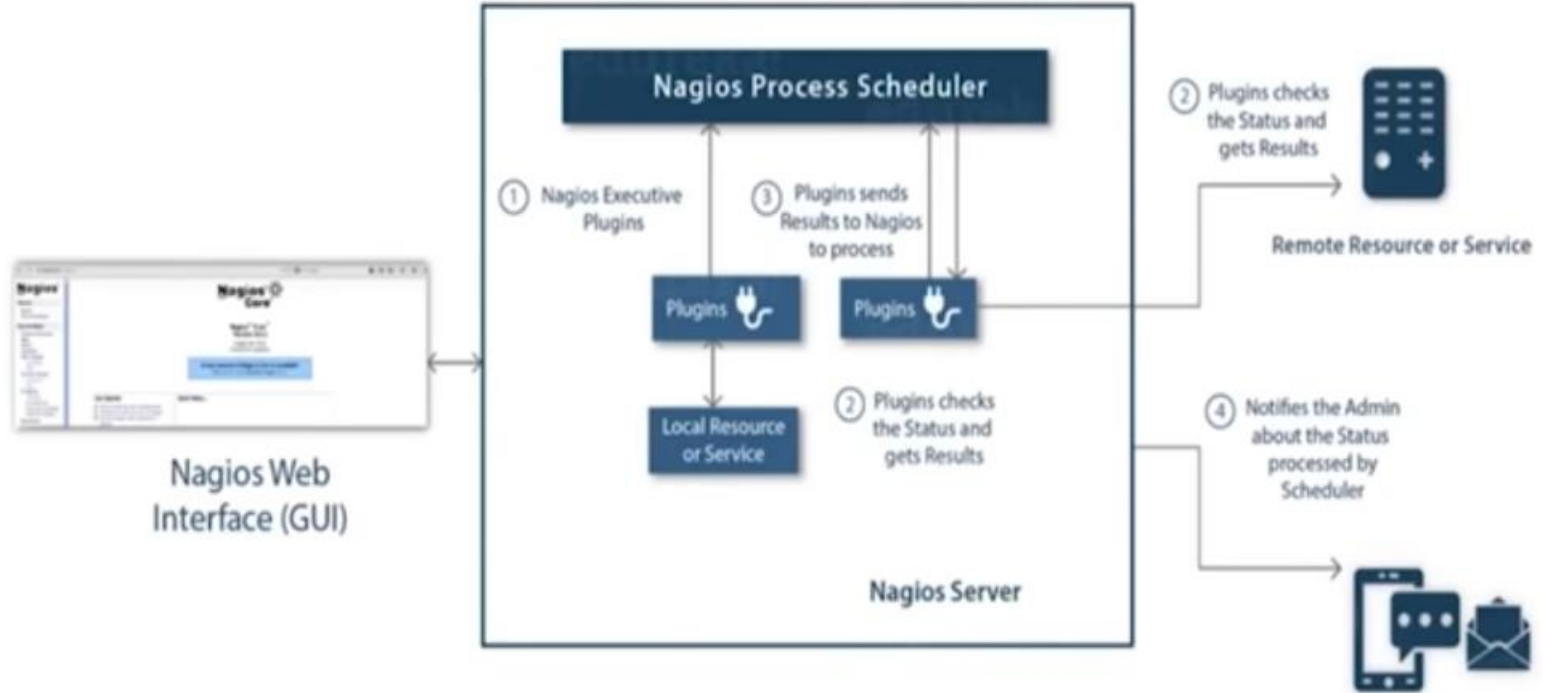 Nagios Process Scheduler
1
Nagios Executive
Plugins
3
Plugins sends
Results to Nagios
to process
2
Plugins checks
the Status and
gets Results
Remote Resource or Service
Nagios
Nagios
Core
Plugins
Plugins
Local Resource
or Service
2
Plugins checks
the Status and
gets Results
4
Notifies the Admin
about the Status
processed by
Scheduler
Nagios Web
Interface (GUI)
Nagios Server